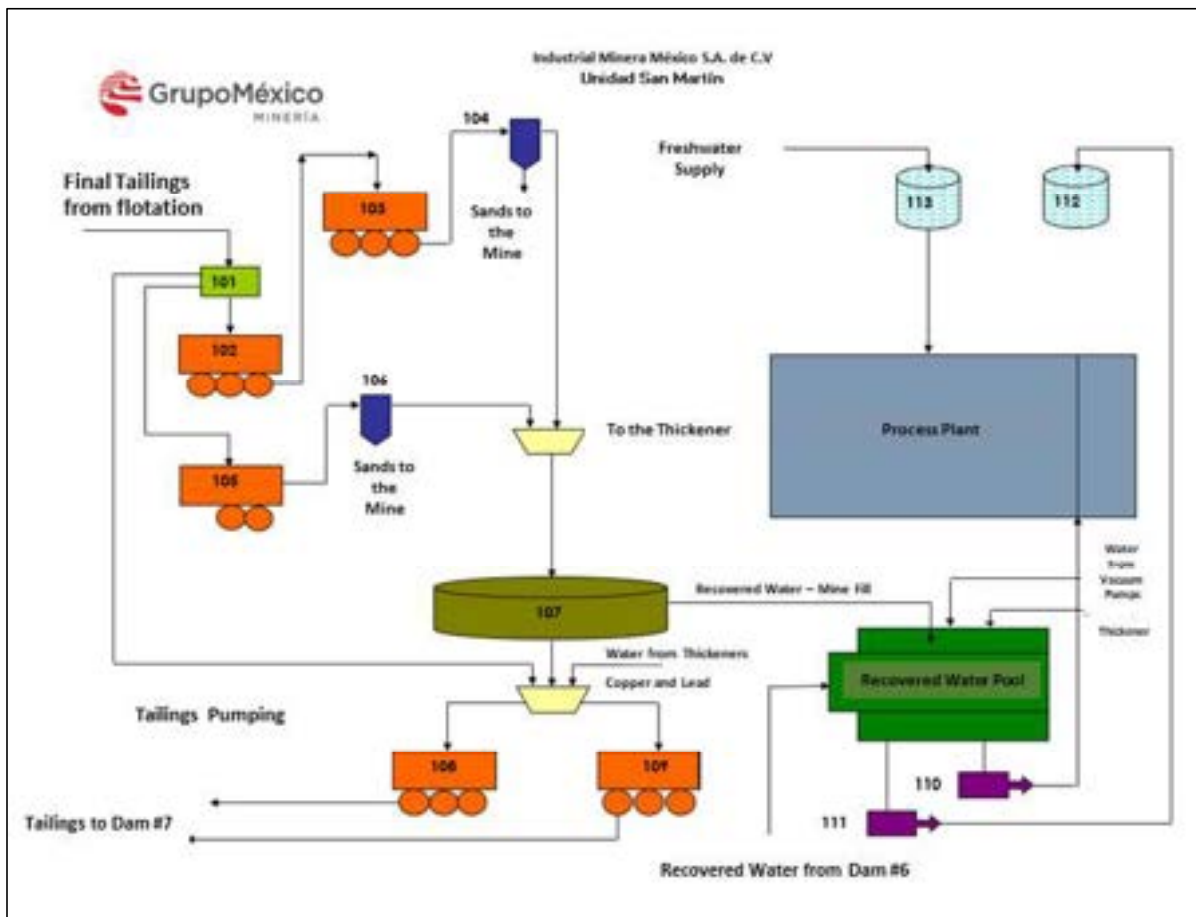 Industrial Minera México S.A. de C.V
Unidad San Martín
GrupoMéxico
MINERÍA
104
Freshwater
Supply
Final Tailings
from flotation
103
113
112
Sands to
the
Mine
101
102
106
To the Thickener
Process Plant
105
Sands to
the
Mine
Water
from
Vacuum
Pumps
Recovered Water – Mine Fill
107
Thickener
Water from Thickeners
Copper and Lead
Recovered Water Pool
Tailings Pumping
108
109
110
Tailings to Dam #7
111
Recovered Water from Dam #6